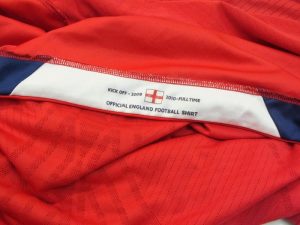 KICK OFF - 2009 2010 - FULL TIME
OFFICIAL ENGLAND FOOTBALL SHIRT